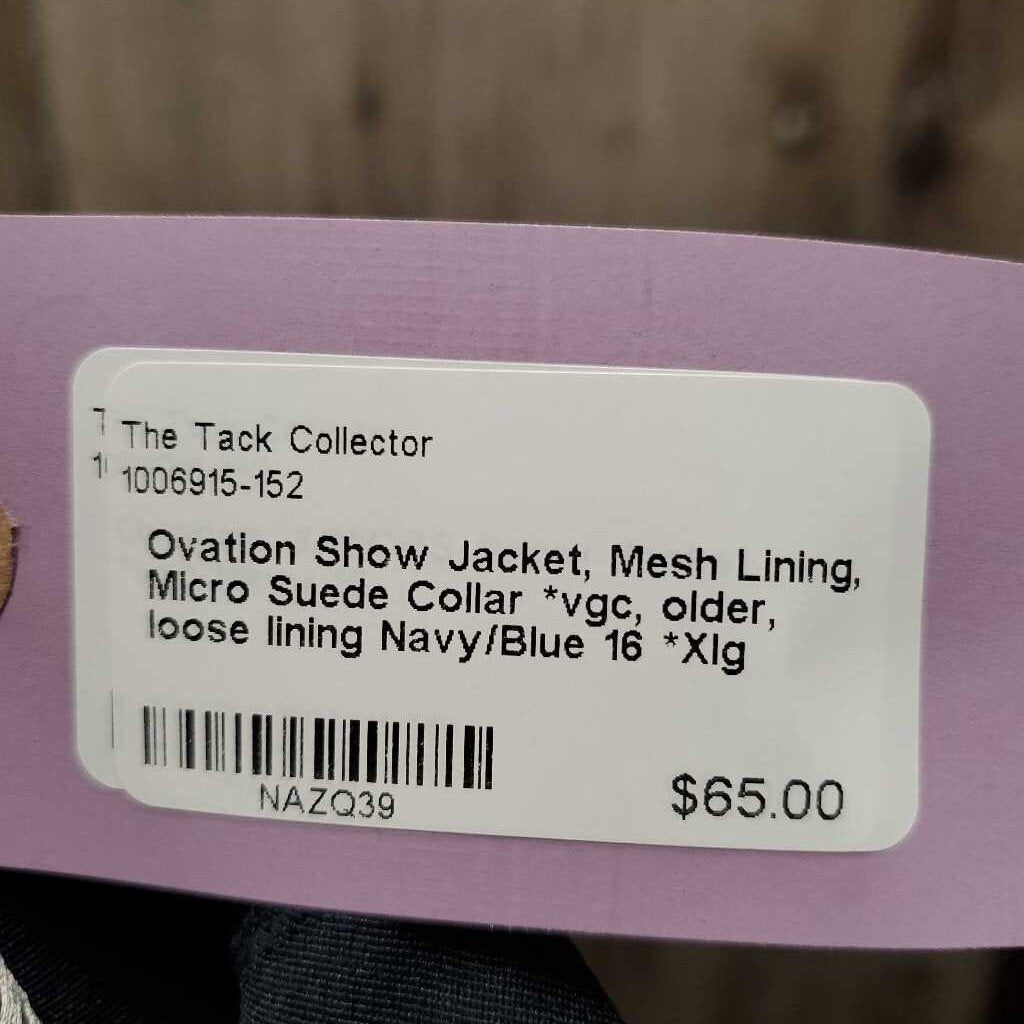 The Tack Collector
1006915-152
Ovation Show Jacket, Mesh Lining,
Micro Suede Collar *vgc, older,
loose lining Navy/Blue 16 *Xlg
NAZQ39
$65.00